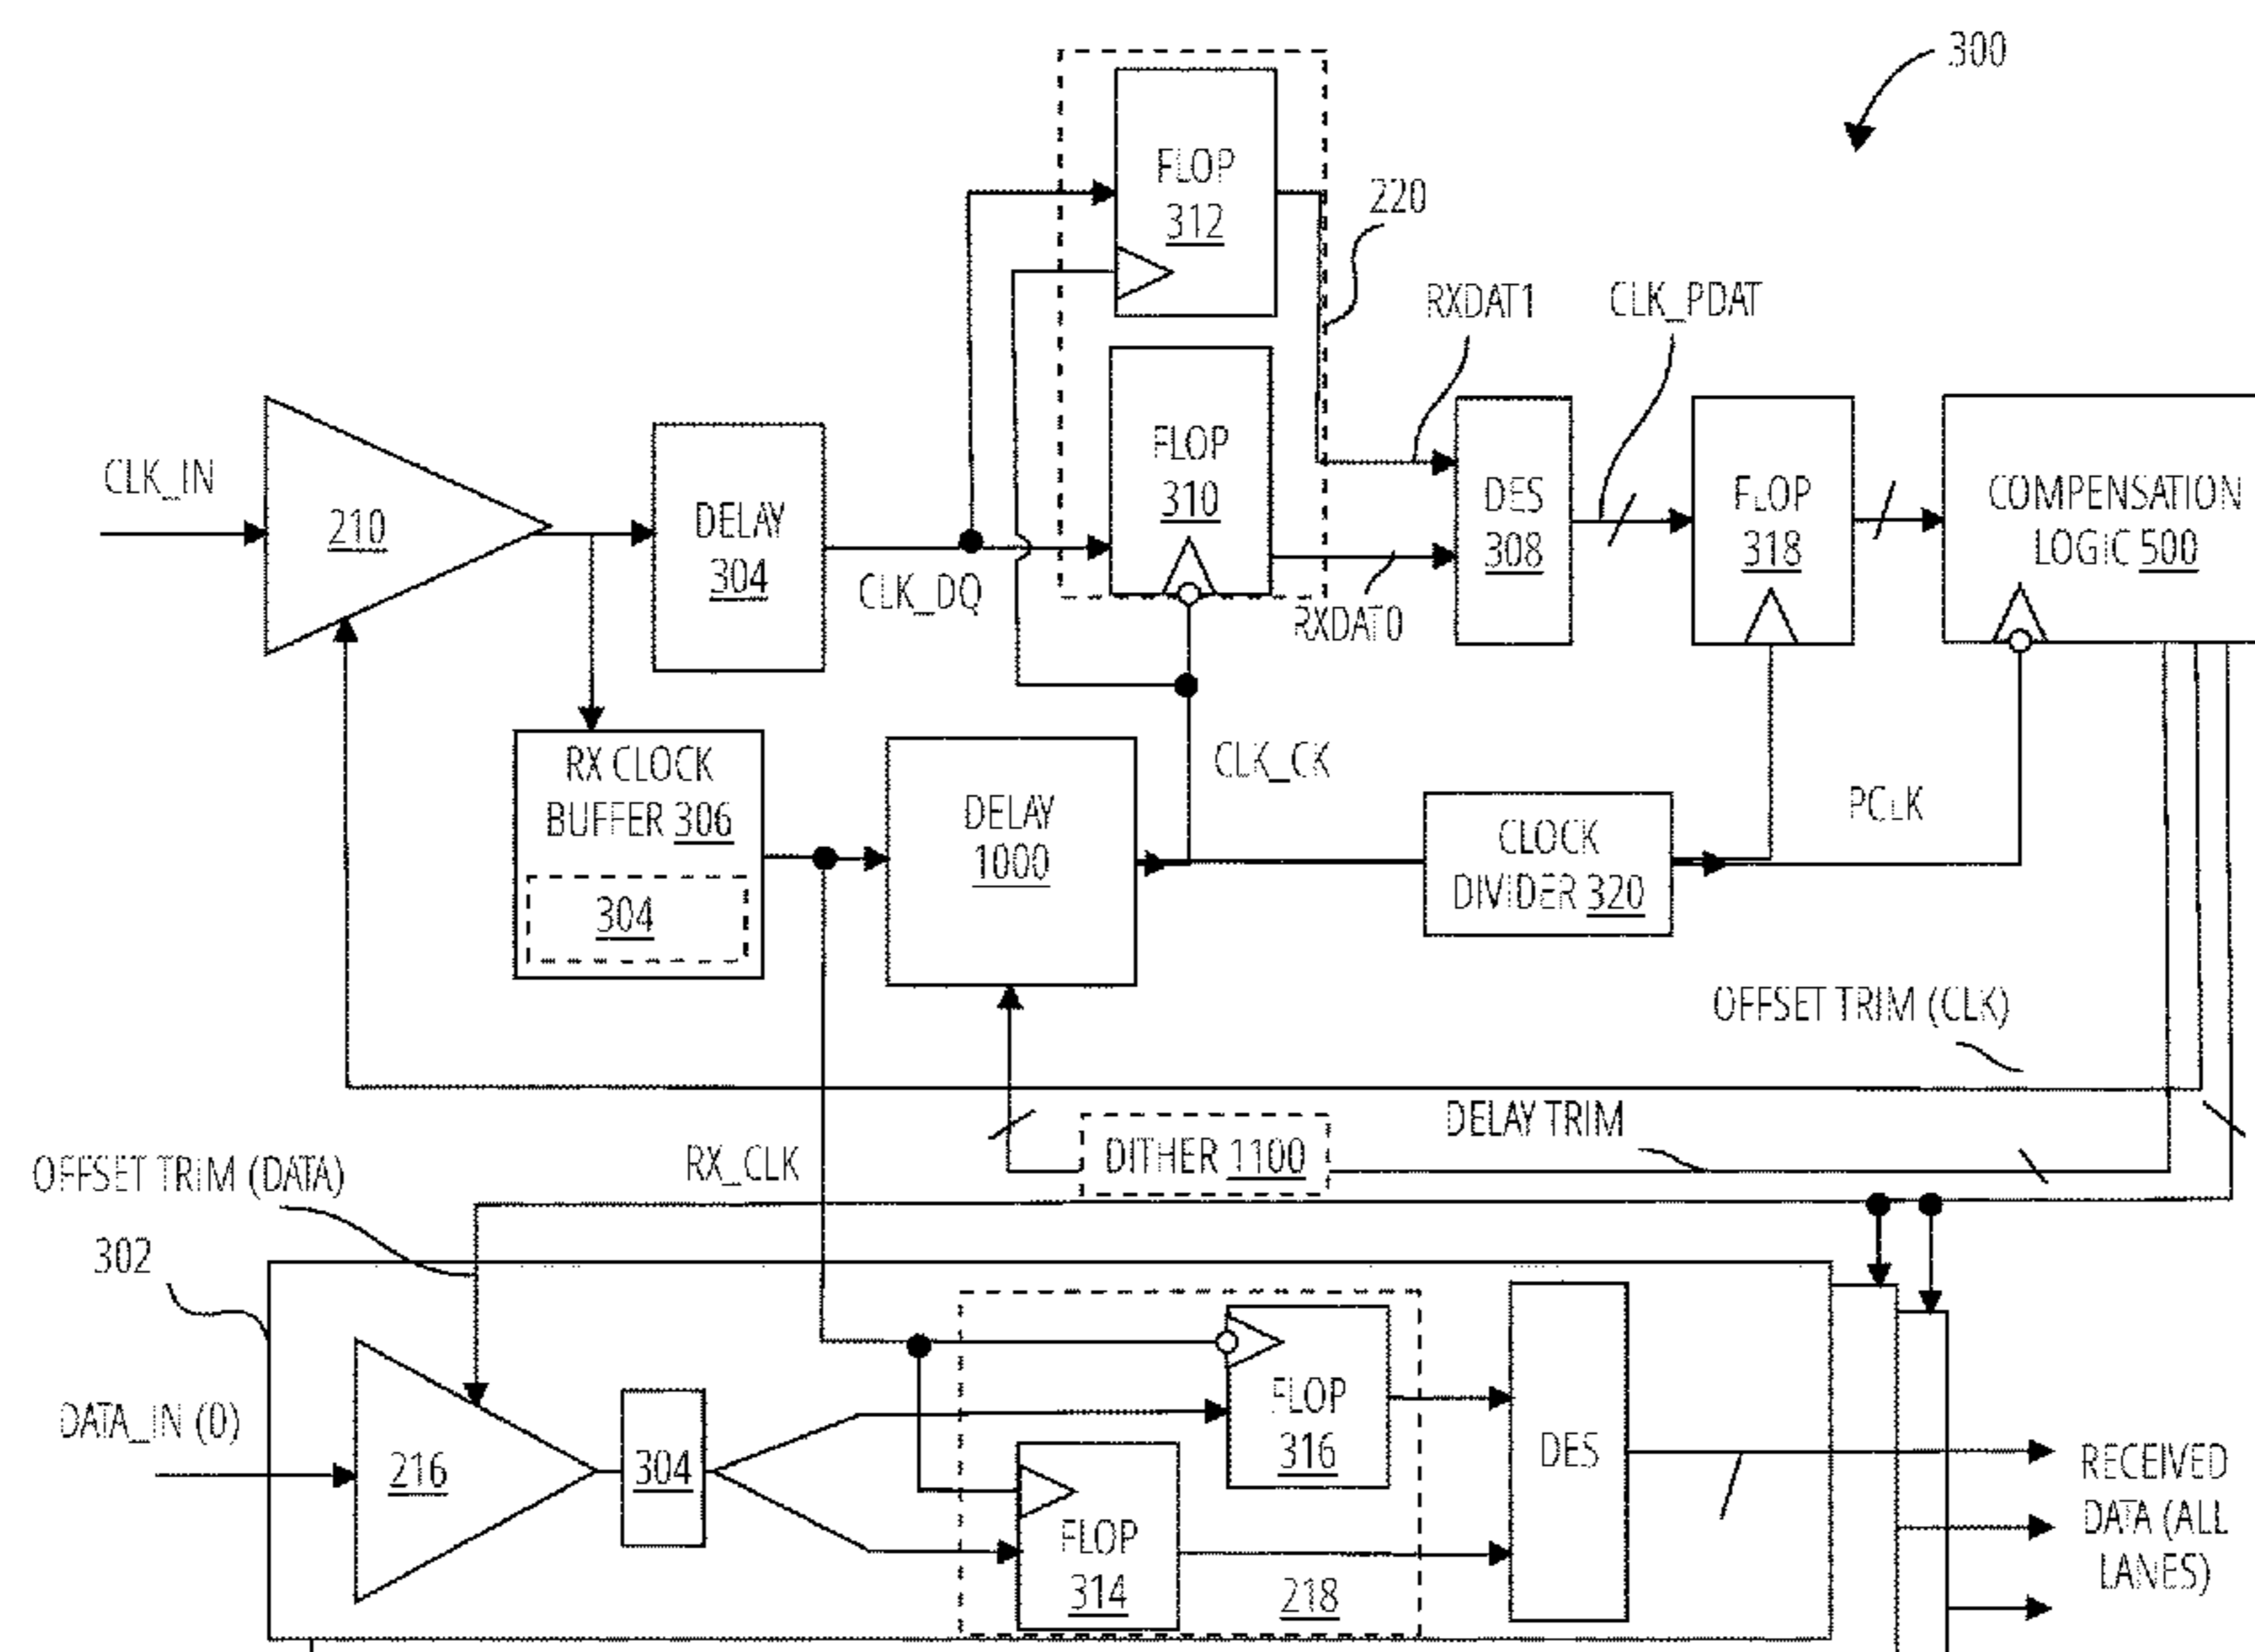 300
FLOP
312
220
RXDAT1
CLK_PDAT
CLK_IN
210
DELAY
304
CLK_DQ
FLOP
310
RXDAT0
DES
308
FLOP
318
COMPENSATION
LOGIC 500
RX CLOCK
BUFFER 306
304
DELAY
1000
CLK_CK
CLOCK
DIVIDER 320
PCLK
OFFSET TRIM (CLK)
DELAY TRIM
DITHER 1100
RX_CLK
OFFSET TRIM (DATA)
302
DATA_IN (0)
216
304
FLOP
316
FLOP
314
218
DES
RECEIVED
DATA (ALL
LANES)